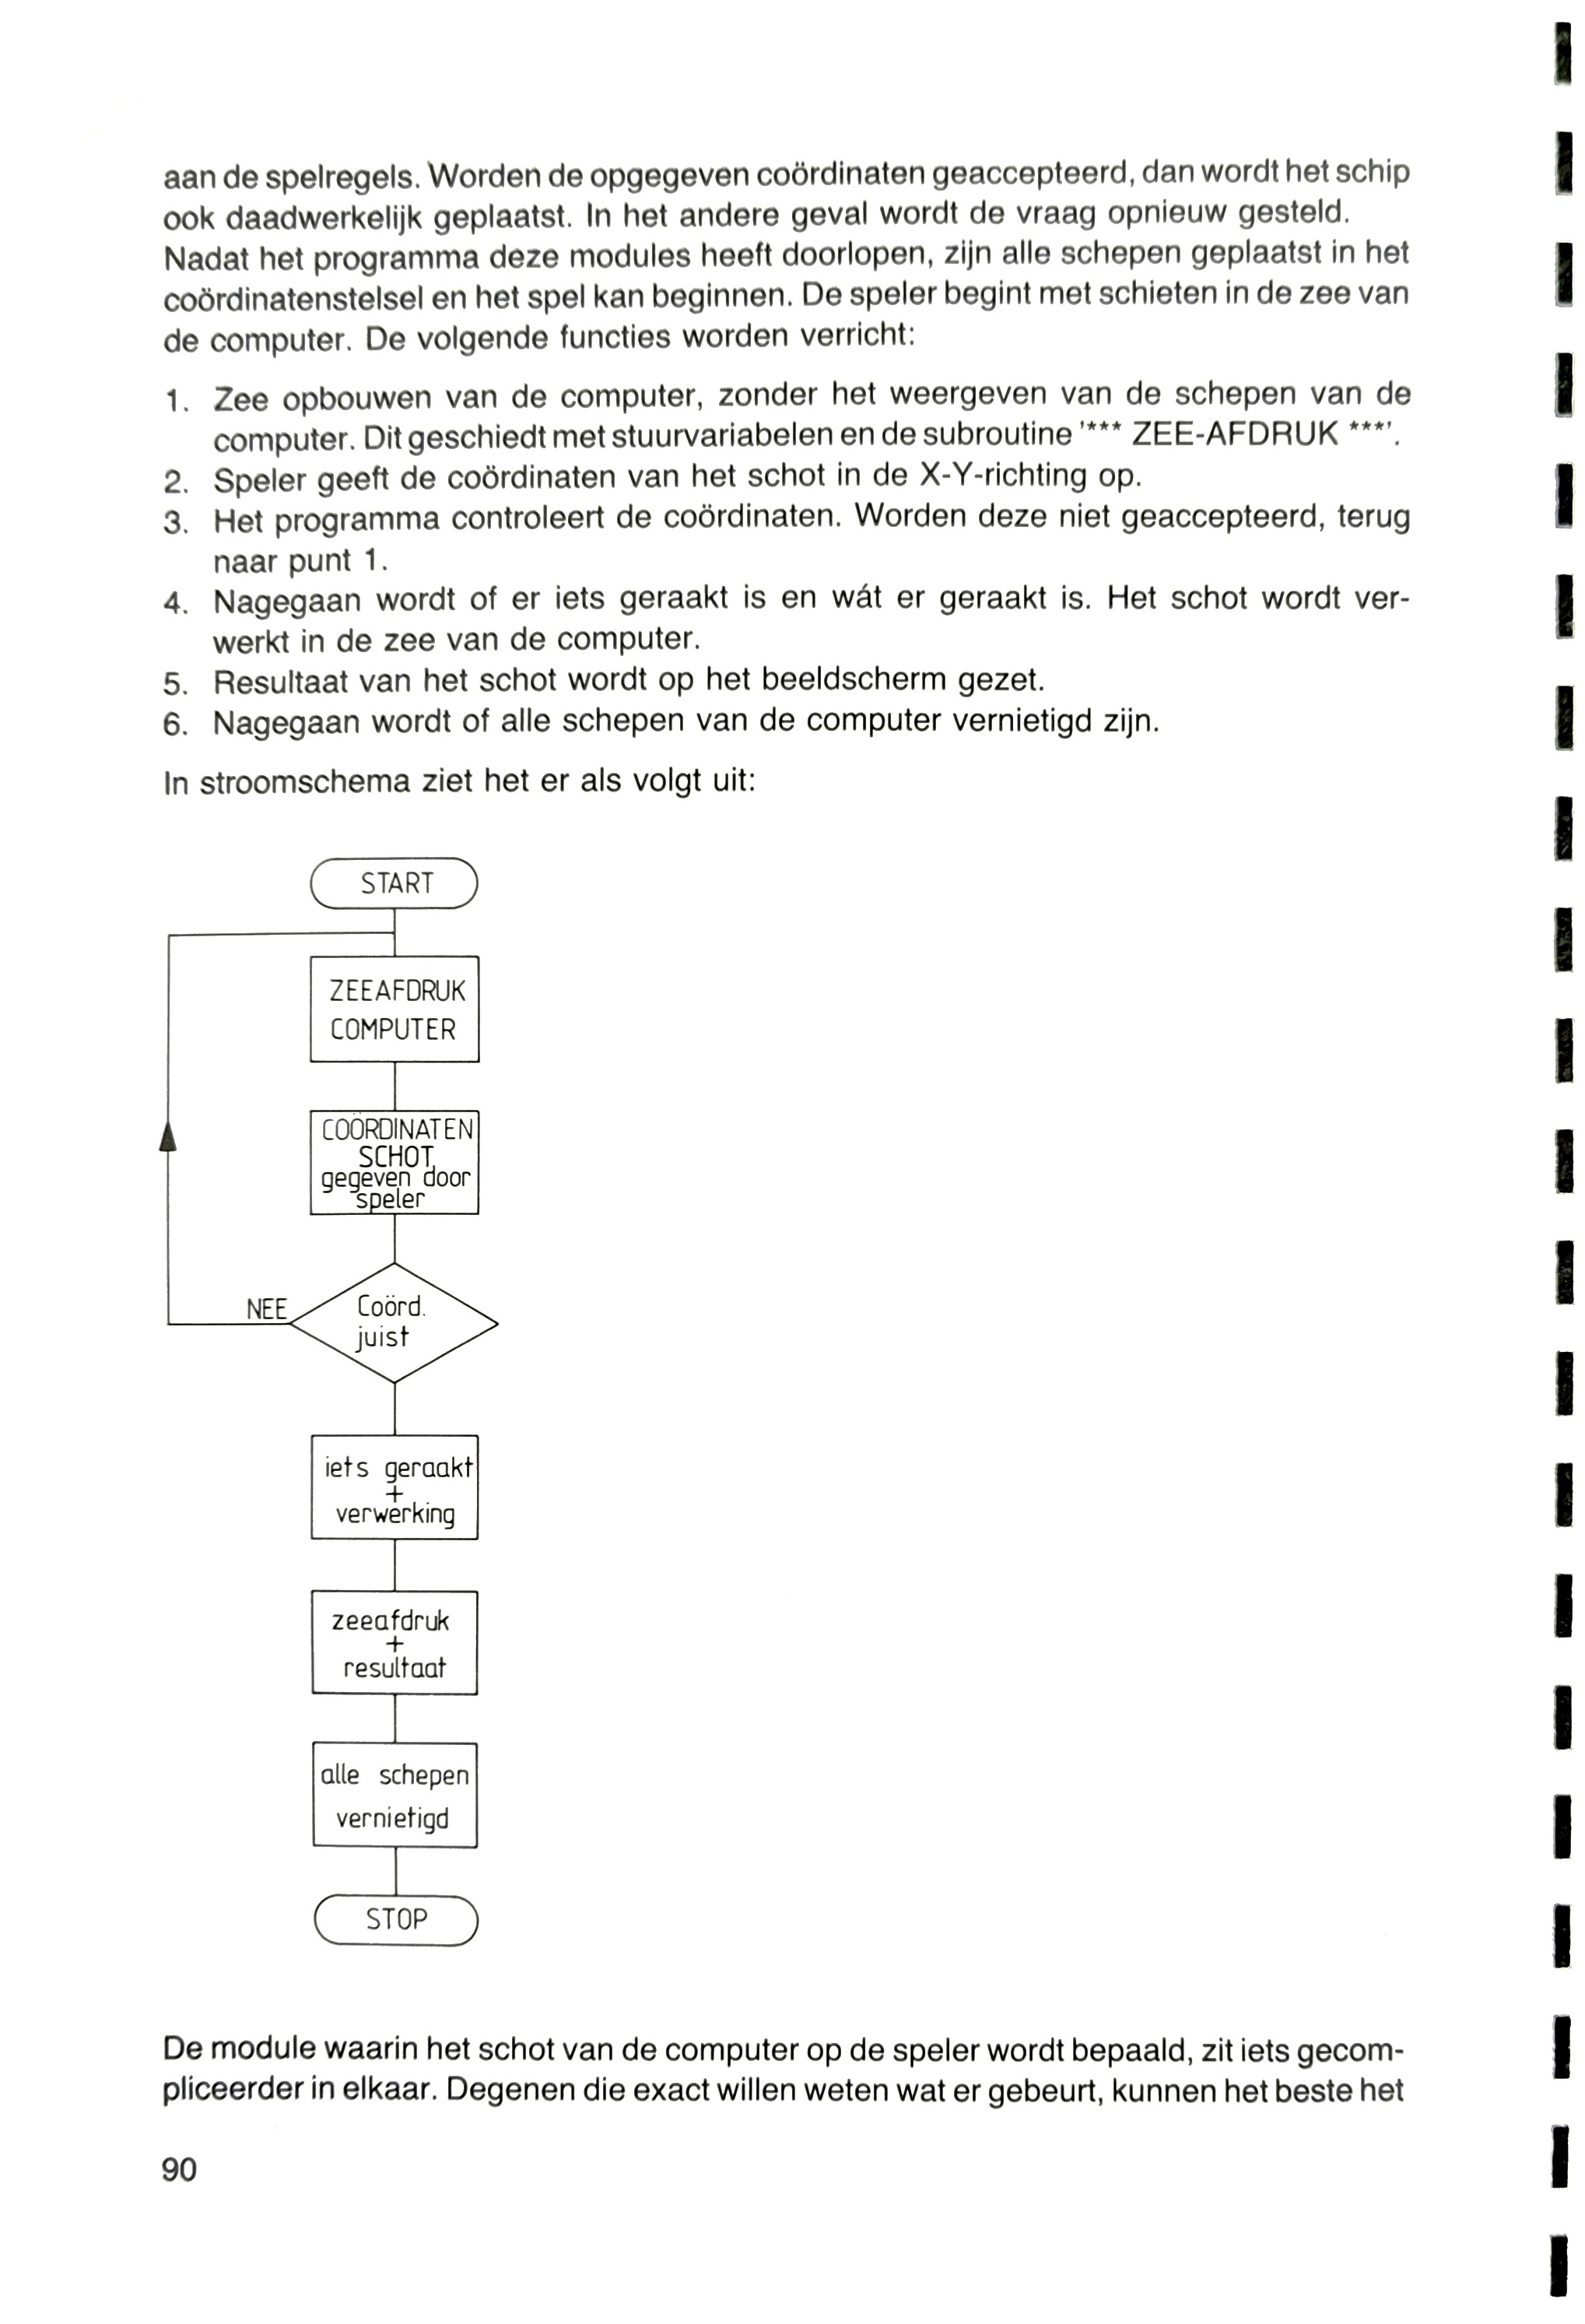 aan de spelregels. Worden de opgegeven coördinaten geaccepteerd, dan wordt het schip
ook daadwerkelijk geplaatst. In het andere geval wordt de vraag opnieuw gesteld.
Nadat het programma deze modules heeft doorlopen, zijn alle schepen geplaatst in het
coördinatenstelsel en het spel kan beginnen. De speler begint met schieten in de zee van
de computer. De volgende functies worden verricht:
1. Zee opbouwen van de computer, zonder het weergeven van de schepen van de
computer. Dit geschiedt met stuurvariabelen en de subroutine '*** ZEE-AFDRUK ***'.
2. Speler geeft de coördinaten van het schot in de X-Y-richting op.
3. Het programma controleert de coördinaten. Worden deze niet geaccepteerd, terug
naar punt 1.
4. Nagegaan wordt of er iets geraakt is en wát er geraakt is. Het schot wordt ver-
werkt in de zee van de computer.
5. Resultaat van het schot wordt op het beeldscherm gezet.
6. Nagegaan wordt of alle schepen van de computer vernietigd zijn.
In stroomschema ziet het er als volgt uit:
START
ZEEAFDRUK
COMPUTER
COÖRDINATEN
SCHOT
gegeven door
speler
NEE
Coörd.
juist
iets geraakt
+
verwerking
zeeafdruk
+
resultaat
alle schepen
vernietigd
STOP
De module waarin het schot van de computer op de speler wordt bepaald, zit iets gecom-
pliceerder in elkaar. Degenen die exact willen weten wat er gebeurt, kunnen het beste het
90